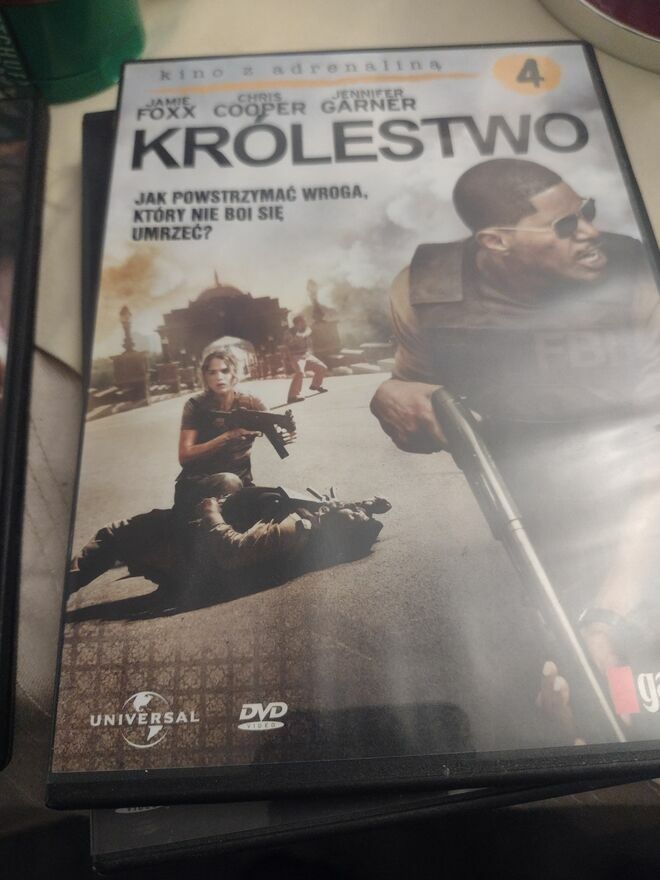 kino z adrenaliną
4
JAMIE
FOXX
CHRIS
COOPER
JENNIFER
GARNER
KRÓLESTWO
JAK POWSTRZYMAĆ WROGA,
KTÓRY NIE BOI SIĘ
UMRZEĆ?
FBI
UNIVERSAL
DVD
VIDEO